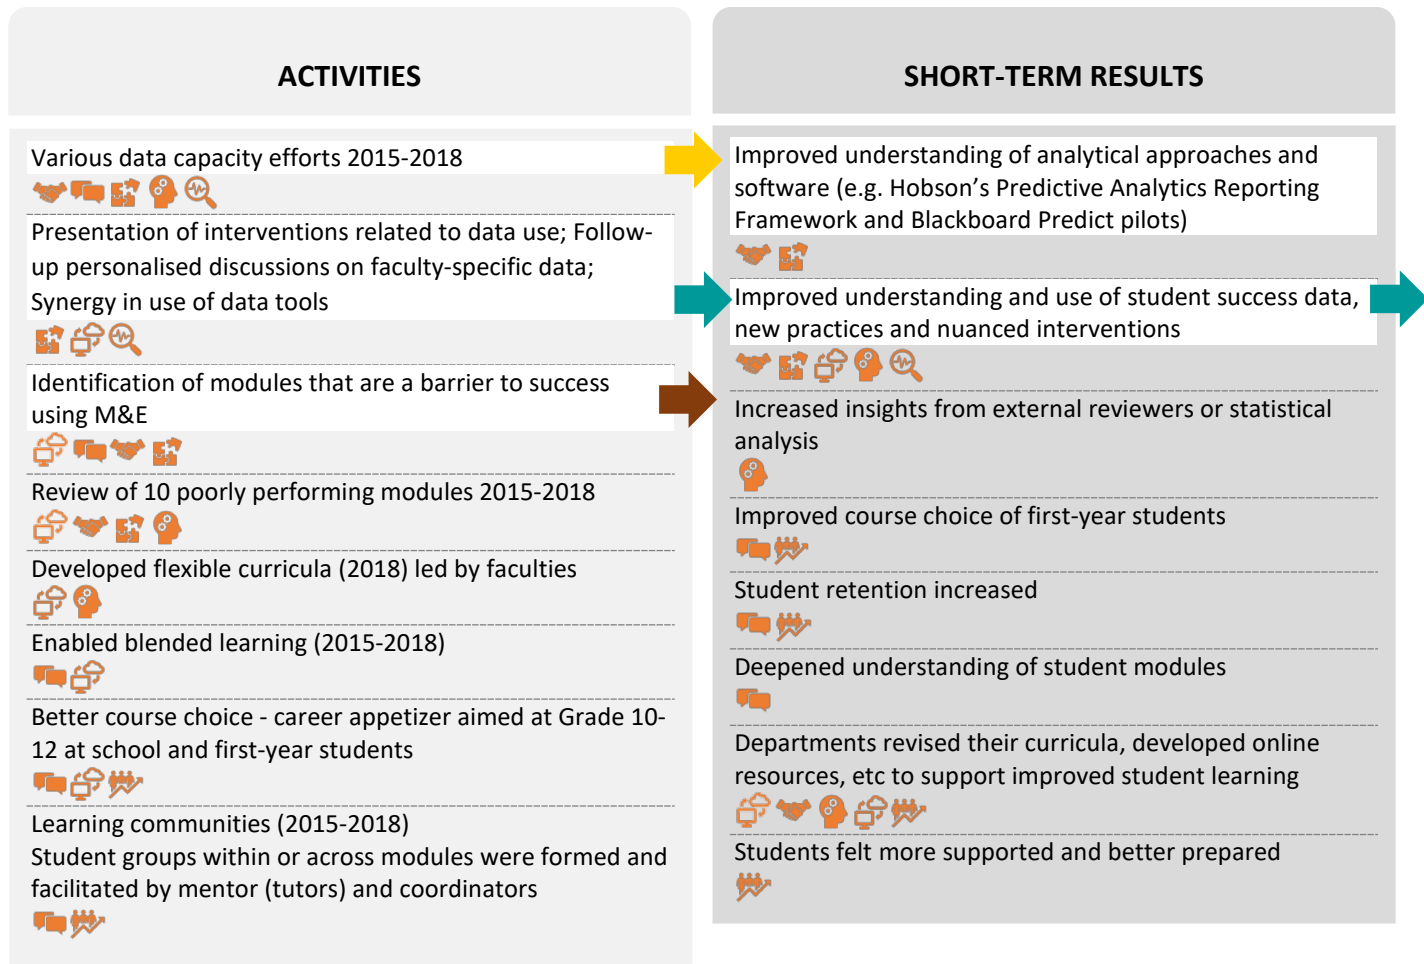 ACTIVITIES
Various data capacity efforts 2015-2018
Presentation of interventions related to data use; Follow-
up personalised discussions on faculty-specific data;
Synergy in use of data tools
Identification of modules that are a barrier to success
using M&E
Review of 10 poorly performing modules 2015-2018
Developed flexible curricula (2018) led by faculties
Enabled blended learning (2015-2018)
Better course choice - career appetizer aimed at Grade 10-
12 at school and first-year students
Learning communities (2015-2018)
Student groups within or across modules were formed and
facilitated by mentor (tutors) and coordinators
SHORT-TERM RESULTS
Improved understanding of analytical approaches and
software (e.g. Hobson's Predictive Analytics Reporting
Framework and Blackboard Predict pilots)
Improved understanding and use of student success data,
new practices and nuanced interventions
Increased insights from external reviewers or statistical
analysis
Improved course choice of first-year students
Student retention increased
Deepened understanding of student modules
Departments revised their curricula, developed online
resources, etc to support improved student learning
Students felt more supported and better prepared